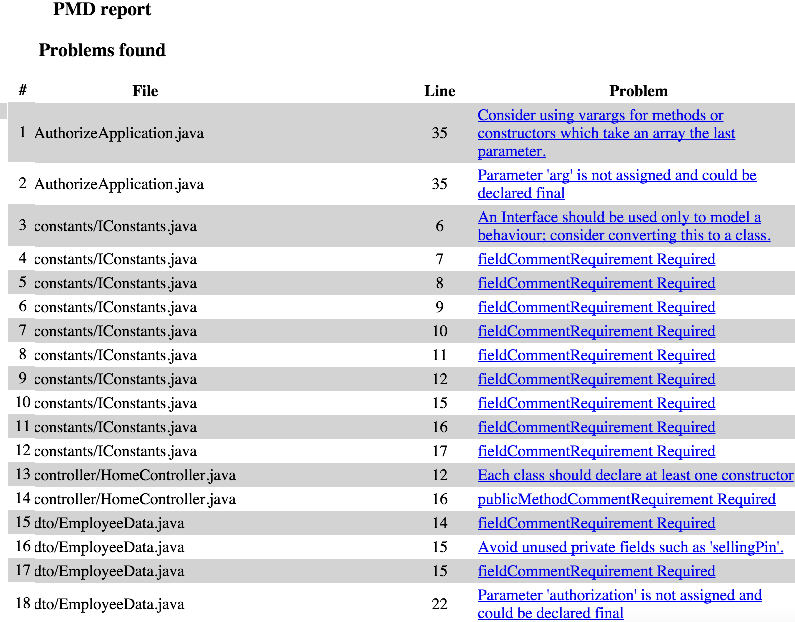 PMD report
Problems found
# File Line Problem
1 AuthorizeApplication.java 35 Consider using varargs for methods or
constructors which take an array the last
parameter.
2 AuthorizeApplication.java 35 Parameter 'arg' is not assigned and could be
declared final
3 constants/IConstants.java 6 An Interface should be used only to model a
behaviour; consider converting this to a class.
4 constants/IConstants.java 7 fieldCommentRequirement Required
5 constants/IConstants.java 8 fieldCommentRequirement Required
6 constants/IConstants.java 9 fieldCommentRequirement Required
7 constants/IConstants.java 10 fieldCommentRequirement Required
8 constants/IConstants.java 11 fieldCommentRequirement Required
9 constants/IConstants.java 12 fieldCommentRequirement Required
10 constants/IConstants.java 15 fieldCommentRequirement Required
11 constants/IConstants.java 16 fieldCommentRequirement Required
12 constants/IConstants.java 17 fieldCommentRequirement Required
13 controller/HomeController.java 12 Each class should declare at least one constructor
14 controller/HomeController.java 16 publicMethodCommentRequirement Required
15 dto/EmployeeData.java 14 fieldCommentRequirement Required
16 dto/EmployeeData.java 15 Avoid unused private fields such as 'sellingPin'.
17 dto/EmployeeData.java 15 fieldCommentRequirement Required
18 dto/EmployeeData.java 22 Parameter 'authorization' is not assigned and
could be declared final